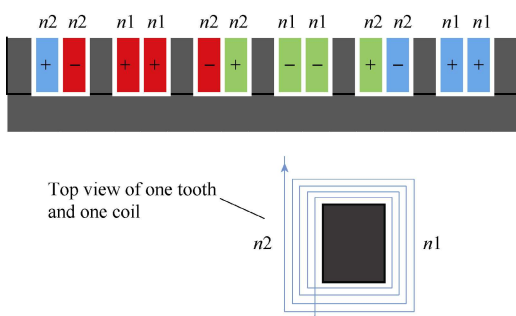 n2 n2 n1 n1 n2 n2 n1 n1 n2 n2 n1 n1
+ − + + − + − − + − + +
Top view of one tooth
and one coil
n2 n1